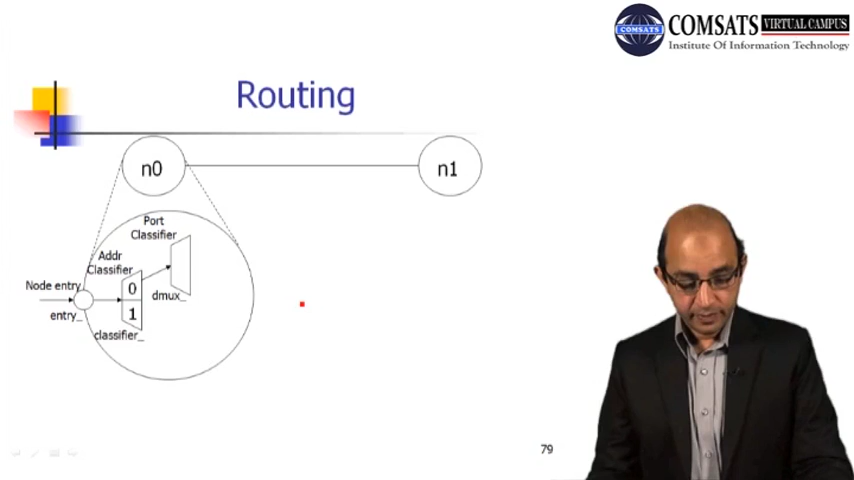 COMSATS VIRTUAL CAMPUS
COMSATS
Institute Of Information Technology
Routing
n0
n1
Port
Classifier
Addr
Classifier
Node entry
0
dmux_
entry_
1
classifier_
79